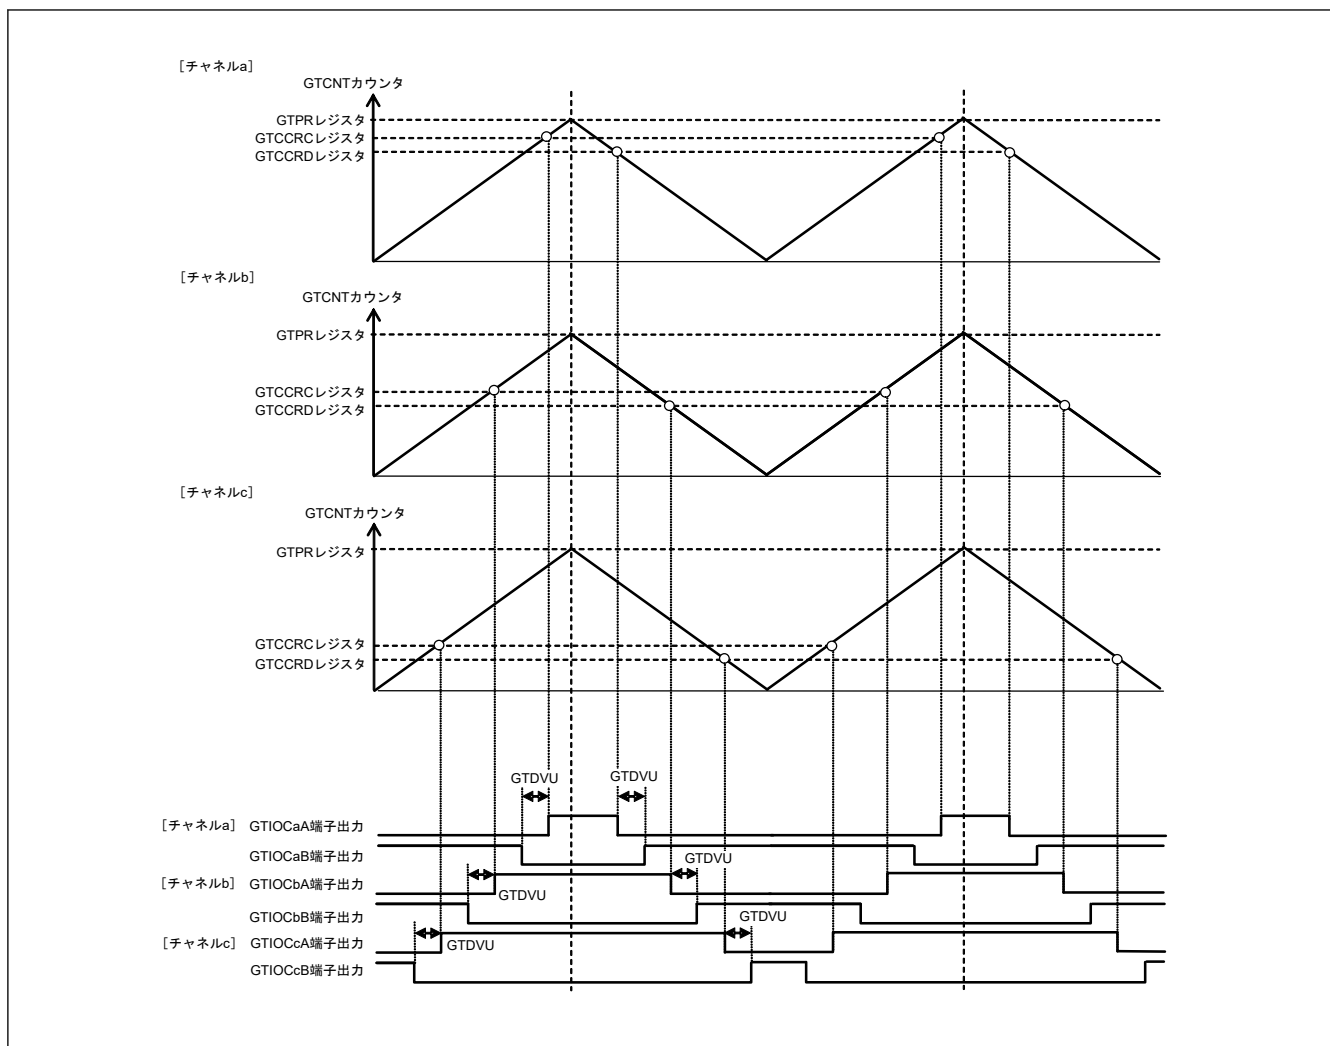 [チャネルa]
GTCNTカウンタ
GTPRレジスタ
GTCCRCレジスタ
GTCCRDレジスタ
[チャネルb]
GTCNTカウンタ
GTPRレジスタ
GTCCRCレジスタ
GTCCRDレジスタ
[チャネルc]
GTCNTカウンタ
GTPRレジスタ
GTCCRCレジスタ
GTCCRDレジスタ
GTDVU GTDVU
[チャネルa] GTIOCaA端子出力
GTIOCaB端子出力 GTDVU
[チャネルb] GTIOCbA端子出力 GTDVU
GTIOCbB端子出力 GTDVU
[チャネルc] GTIOCcA端子出力 GTDVU
GTIOCcB端子出力